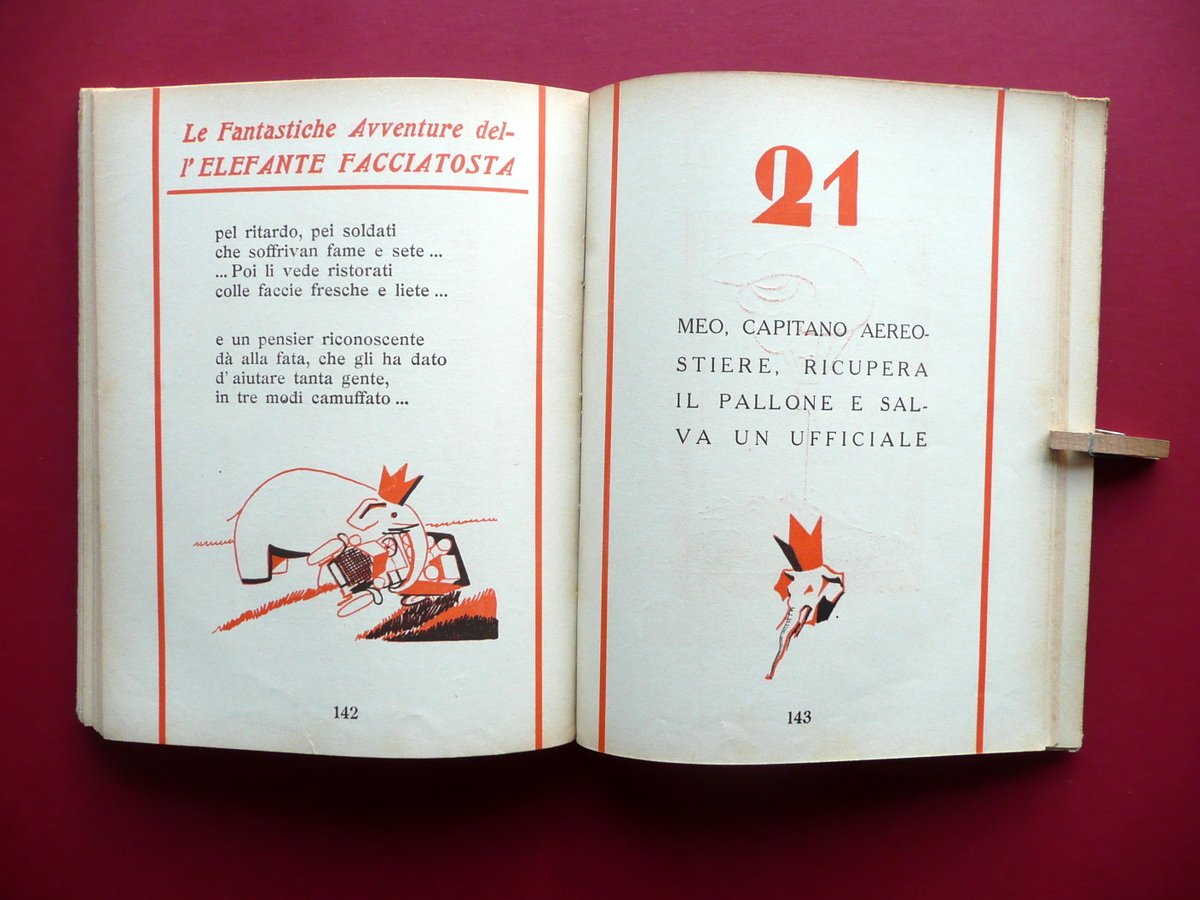 Le Fantastiche Avventure del-
l'ELEFANTE FACCIATOSTA
pel ritardo, pei soldati
che soffrivan fame e sete ...
... Poi li vede ristorati
colle faccie fresche e liete ...
e un pensier riconoscente
dà alla fata, che gli ha dato
d'aiutare tanta gente,
in tre modi camuffato ...
142
21
MEO, CAPITANO AEREO-
STIERE, RICUPERA
IL PALLONE E SAL-
VA UN UFFICIALE
143